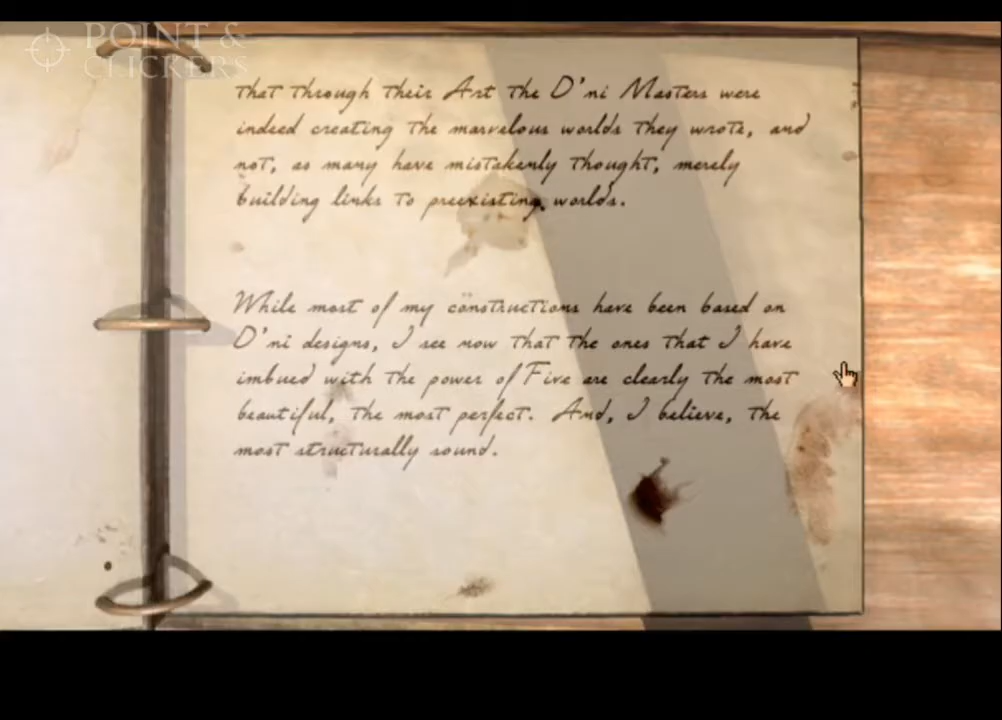 POINT &
CLICKERS
that through their Art the D'ni Masters were
indeed creating the marvelous worlds they wrote, and
not, as many have mistakenly thought, merely
building links to preexisting worlds.
While most of my constructions have been based on
D'ni designs, I see now that the ones that I have
imbued with the power of Five are clearly the most
beautiful, the most perfect. And, I believe, the
most structurally sound.